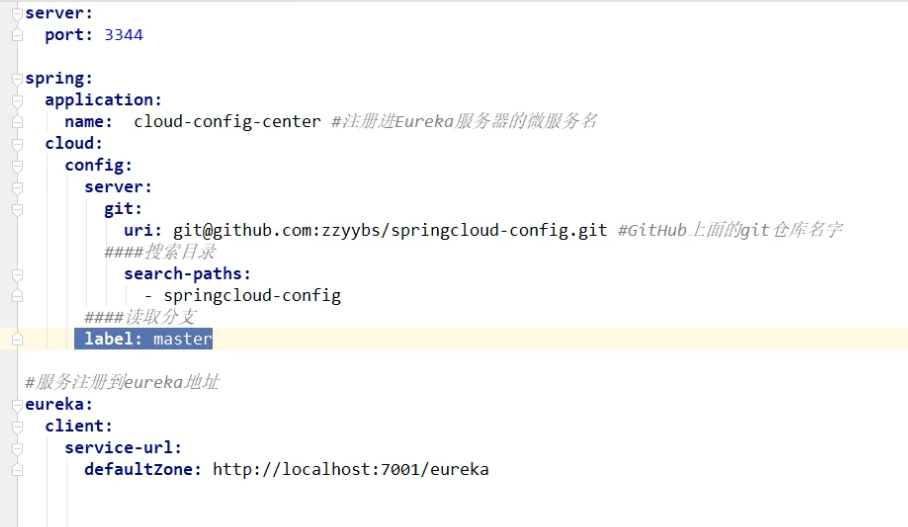 server:
  port: 3344
spring:
  application:
    name:  cloud-config-center #注册进Eureka服务器的微服务名
  cloud:
    config:
      server:
        git:
          uri: git@github.com:zzyybs/springcloud-config.git #GitHub上面的git仓库名字
        ####搜索目录
          search-paths:
            - springcloud-config
      ####读取分支
      label: master
#服务注册到eureka地址
eureka:
  client:
    service-url:
      defaultZone: http://localhost:7001/eureka